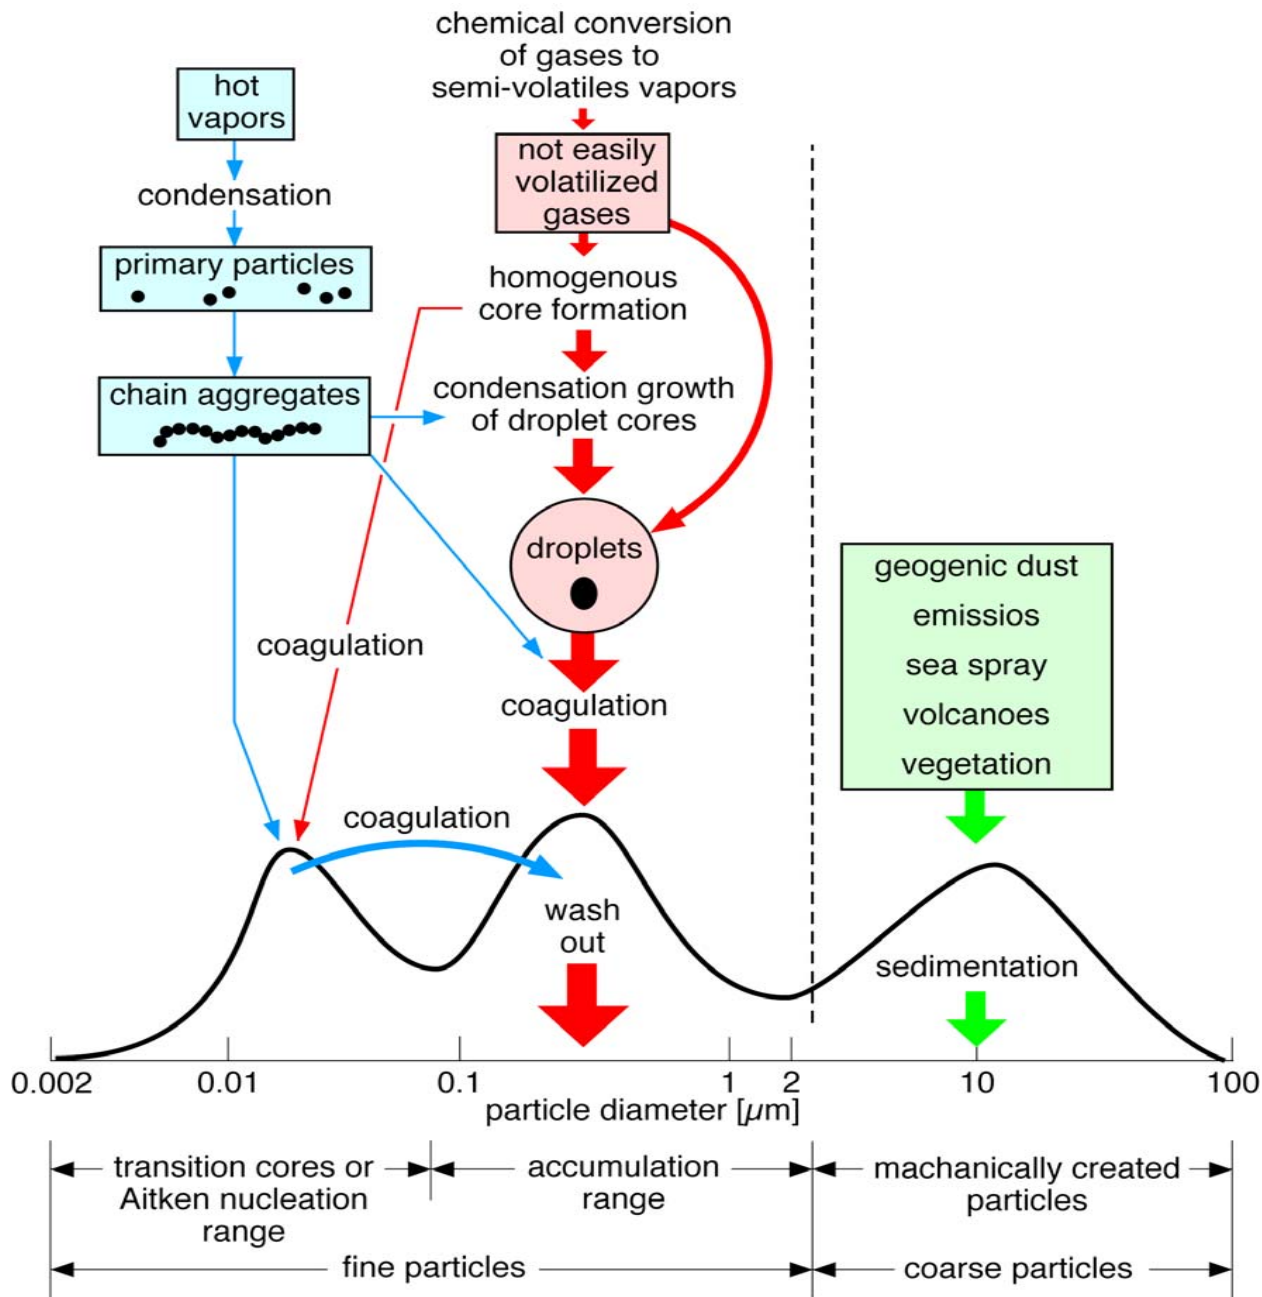 chemical conversion
of gases to
semi-volatiles vapors
hot
vapors
not easily
volatilized
gases
condensation
primary particles
homogenous
core formation
chain aggregates
condensation growth
of droplet cores
droplets
geogenic dust
emissios
sea spray
volcanoes
vegetation
coagulation
coagulation
coagulation
wash
out
sedimentation
0.002 0.01 0.1 1 2 10 100
particle diameter [µm]
transition cores or
Aitken nucleation
range
accumulation
range
machanically created
particles
fine particles
coarse particles